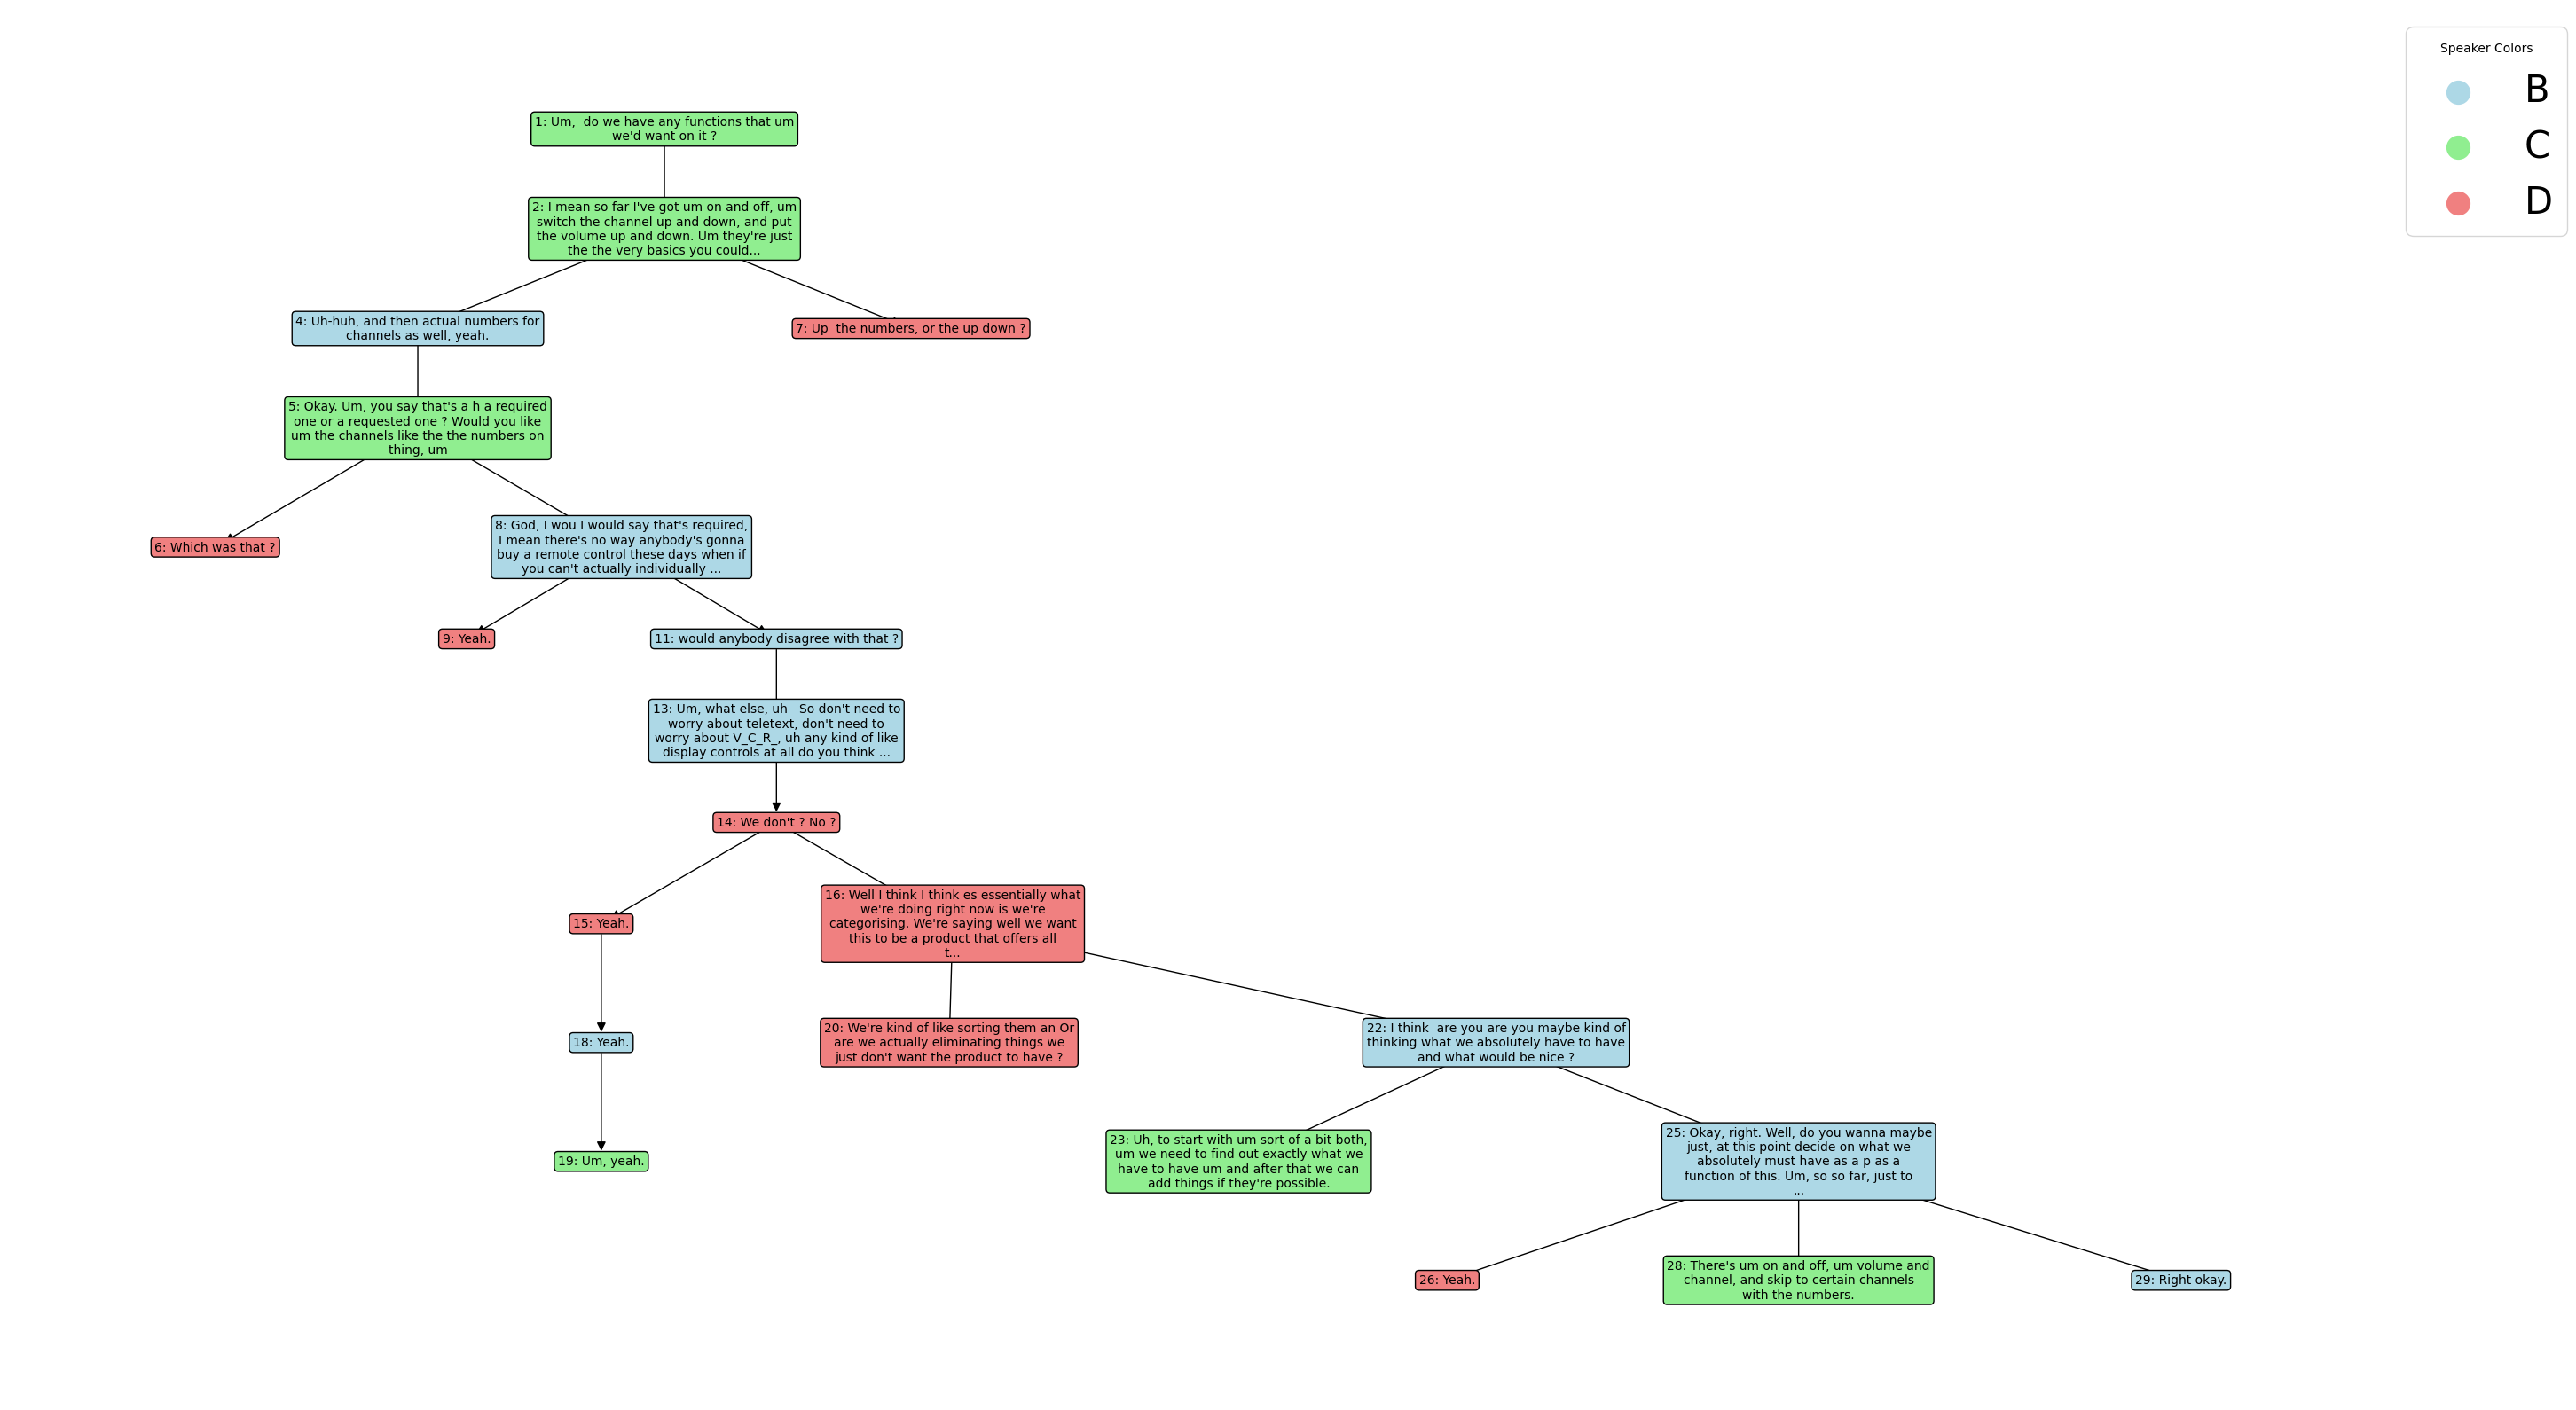 Speaker Colors
B
C
D
1: Um,  do we have any functions that um
we'd want on it ?
2: I mean so far I've got um on and off, um
switch the channel up and down, and put
the volume up and down. Um they're just
the the very basics you could...
4: Uh-huh, and then actual numbers for
channels as well, yeah.
7: Up  the numbers, or the up down ?
5: Okay. Um, you say that's a h a required
one or a requested one ? Would you like
um the channels like the the numbers on
thing, um
6: Which was that ?
8: God, I wou I would say that's required,
I mean there's no way anybody's gonna
buy a remote control these days when if
you can't actually individually ...
9: Yeah.
11: would anybody disagree with that ?
13: Um, what else, uh   So don't need to
worry about teletext, don't need to
worry about V_C_R_, uh any kind of like
display controls at all do you think ...
14: We don't ? No ?
15: Yeah.
16: Well I think I think es essentially what
we're doing right now is we're
categorising. We're saying well we want
this to be a product that offers all
t...
18: Yeah.
20: We're kind of like sorting them an Or
are we actually eliminating things we
just don't want the product to have ?
22: I think  are you are you maybe kind of
thinking what we absolutely have to have
and what would be nice ?
19: Um, yeah.
23: Uh, to start with um sort of a bit both,
um we need to find out exactly what we
have to have um and after that we can
add things if they're possible.
25: Okay, right. Well, do you wanna maybe
just, at this point decide on what we
absolutely must have as a p as a
function of this. Um, so so far, just to
...
26: Yeah.
28: There's um on and off, um volume and
channel, and skip to certain channels
with the numbers.
29: Right okay.